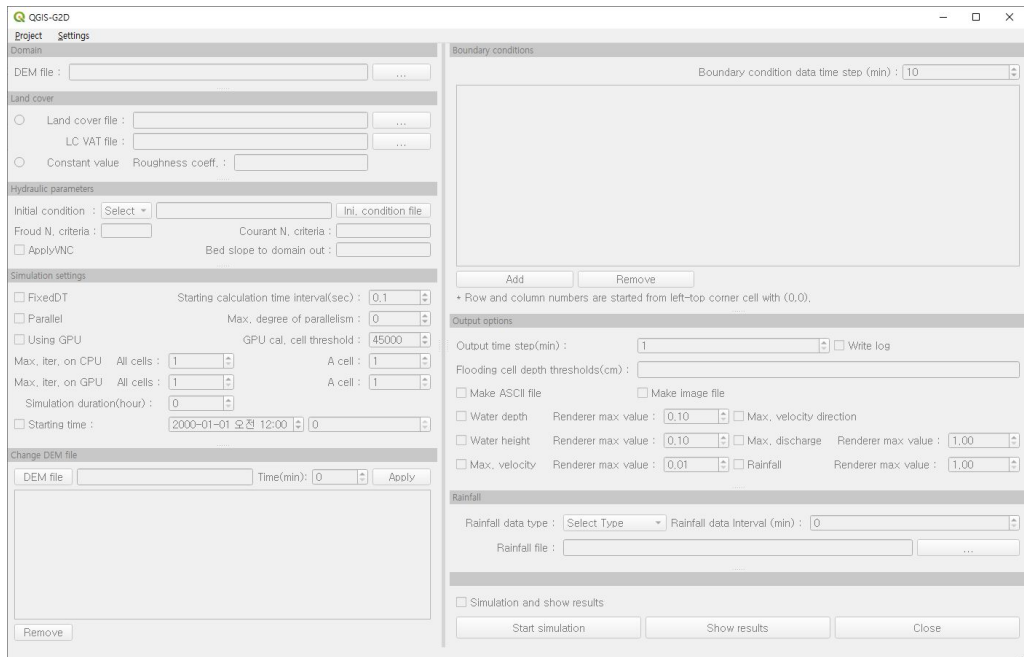 QGIS-G2D
Project Settings
Domain
DEM file :
...
Land cover
Land cover file :
...
LC VAT file :
...
Constant value Roughness coeff. :
Hydraulic parameters
Initial condition : Select Ini. condition file
Froud N. criteria : Courant N. criteria :
ApplyVNC Bed slope to domain out :
Simulation settings
FixedDT Starting calculation time interval(sec) : 0.1
Parallel Max. degree of parallelism : 0
Using GPU GPU cal. cell threshold : 45000
Max. iter. on CPU All cells : 1 A cell : 1
Max. iter. on GPU All cells : 1 A cell : 1
Simulation duration(hour) : 0
Starting time : 2000-01-01 오전 12:00 0
Change DEM file
DEM file Time(min): 0 Apply
Remove
Boundary conditions
Boundary condition data time step (min) : 10
Add Remove
* Row and column numbers are started from left-top corner cell with (0,0).
Output options
Output time step(min) : 1 Write log
Flooding cell depth thresholds(cm) :
Make ASCII file Make image file
Water depth Renderer max value : 0.10 Max. velocity direction
Water height Renderer max value : 0.10 Max. discharge Renderer max value : 1.00
Max. velocity Renderer max value : 0.01 Rainfall Renderer max value : 1.00
Rainfall
Rainfall data type : Select Type Rainfall data Interval (min) : 0
Rainfall file : ...
Simulation and show results
Start simulation Show results Close